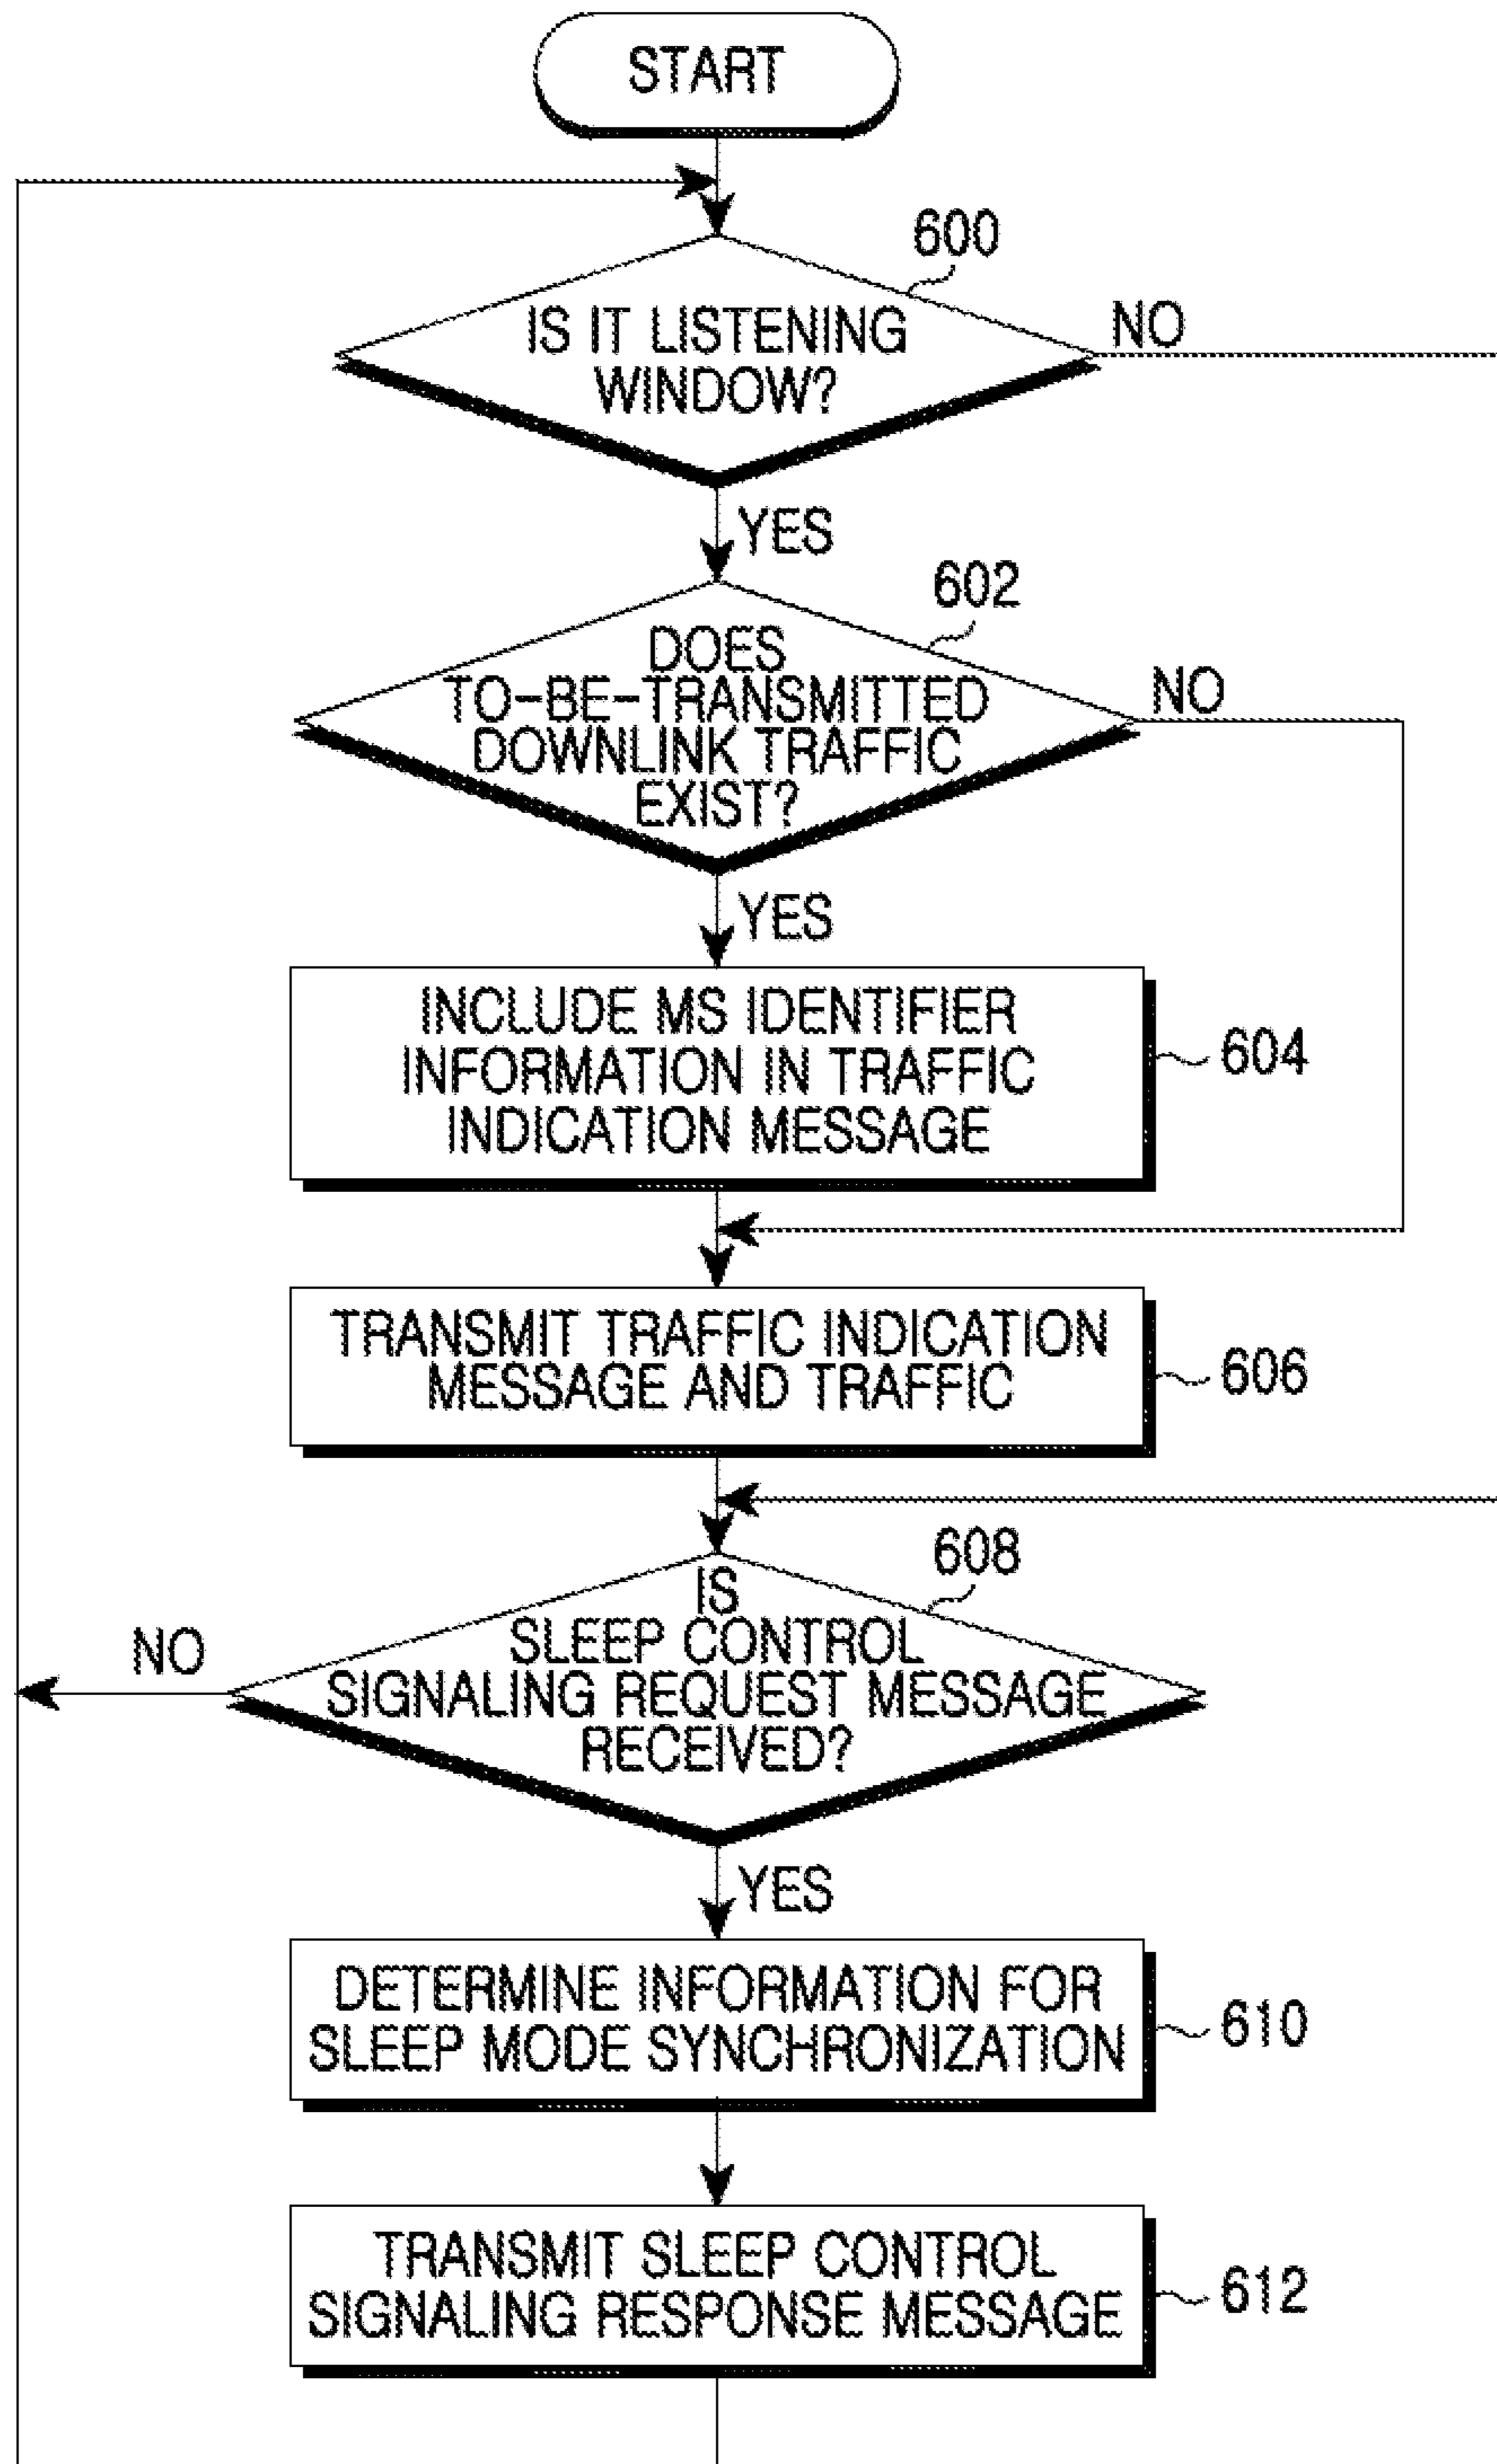 START
600
IS IT LISTENING
WINDOW?
NO
YES
602
DOES
TO-BE-TRANSMITTED
DOWNLINK TRAFFIC
EXIST?
NO
YES
INCLUDE MS IDENTIFIER
INFORMATION IN TRAFFIC
INDICATION MESSAGE
604
TRANSMIT TRAFFIC INDICATION
MESSAGE AND TRAFFIC
606
608
IS
SLEEP CONTROL
SIGNALING REQUEST MESSAGE
RECEIVED?
NO
YES
DETERMINE INFORMATION FOR
SLEEP MODE SYNCHRONIZATION
610
TRANSMIT SLEEP CONTROL
SIGNALING RESPONSE MESSAGE
612